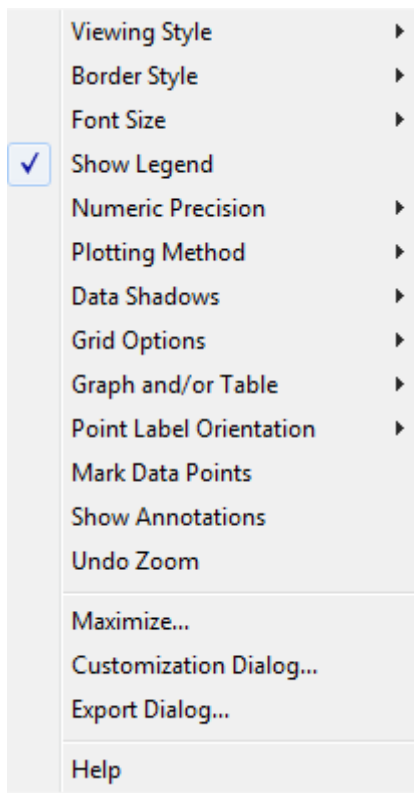 Viewing Style
Border Style
Font Size
Show Legend
Numeric Precision
Plotting Method
Data Shadows
Grid Options
Graph and/or Table
Point Label Orientation
Mark Data Points
Show Annotations
Undo Zoom
Maximize...
Customization Dialog...
Export Dialog...
Help